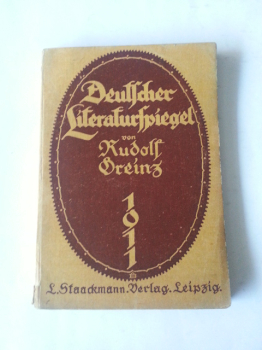 Deutscher
Literaturspiegel
von
Rudolf
Greinz
1911
L. Staackmann. Verlag. Leipzig.